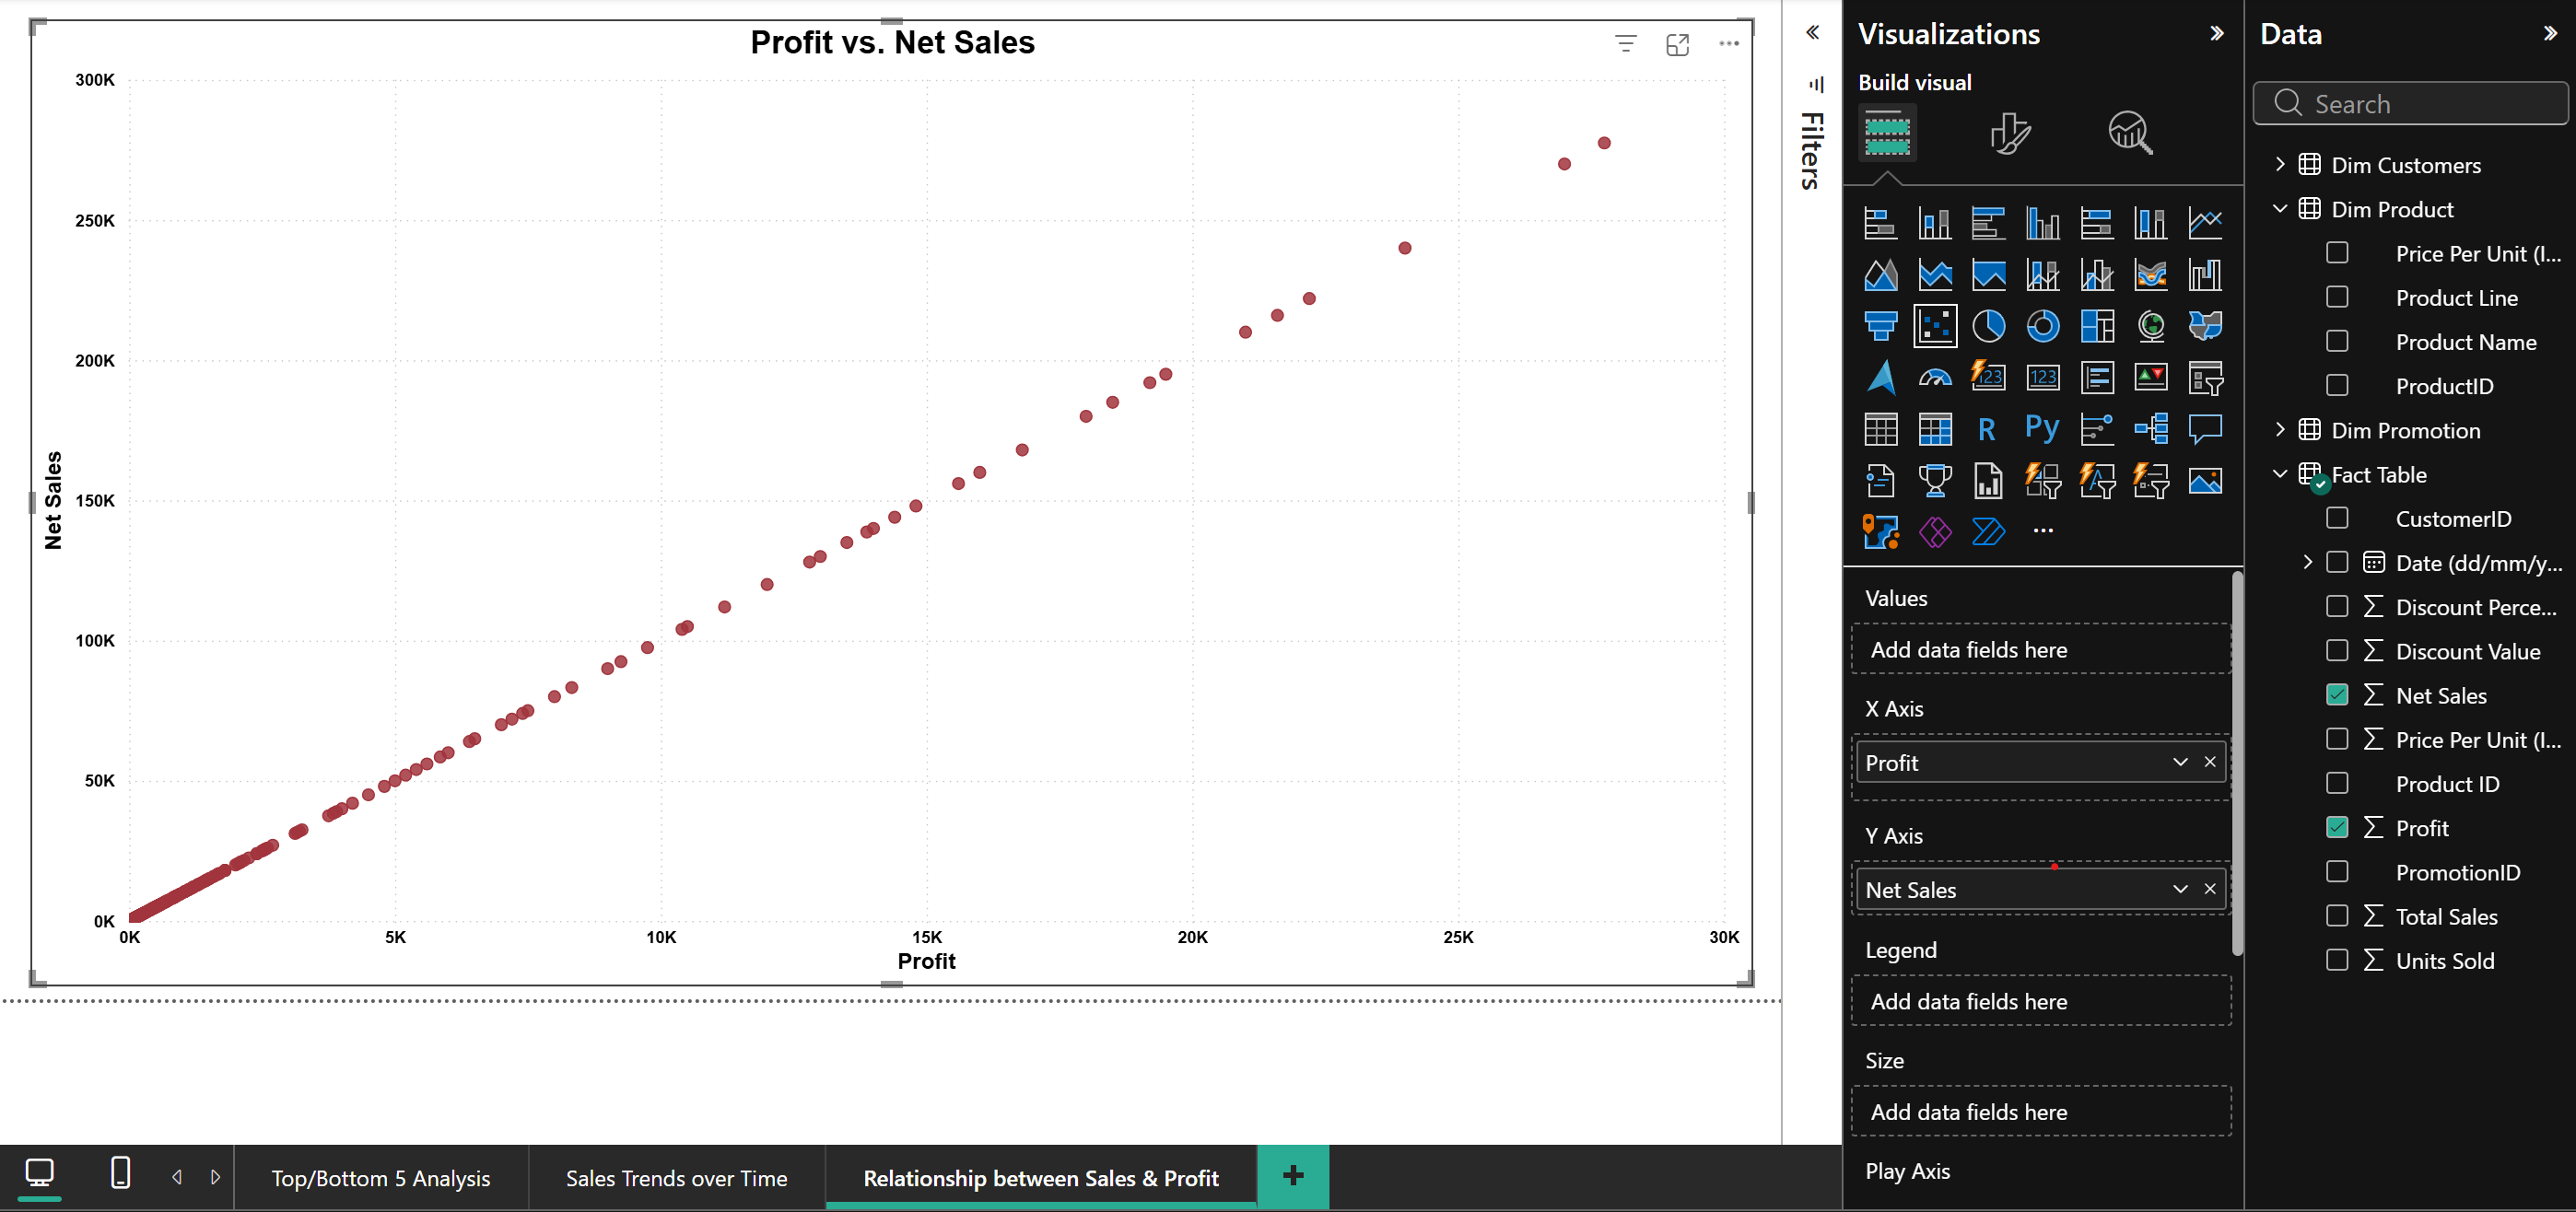 Profit vs. Net Sales
300K
250K
200K
150K
100K
50K
0K
Net Sales
0K 5K 10K 15K 20K 25K 30K
Profit
Filters
Visualizations
Build visual
123
123
R
Py
Values
Add data fields here
X Axis
Profit
Y Axis
Net Sales
Legend
Add data fields here
Size
Add data fields here
Play Axis
Data
Search
Dim Customers
Dim Product
Price Per Unit (I...
Product Line
Product Name
ProductID
Dim Promotion
Fact Table
CustomerID
Date (dd/mm/y...
Discount Perce...
Discount Value
Net Sales
Price Per Unit (I...
Product ID
Profit
PromotionID
Total Sales
Units Sold
Top/Bottom 5 Analysis
Sales Trends over Time
Relationship between Sales & Profit
+